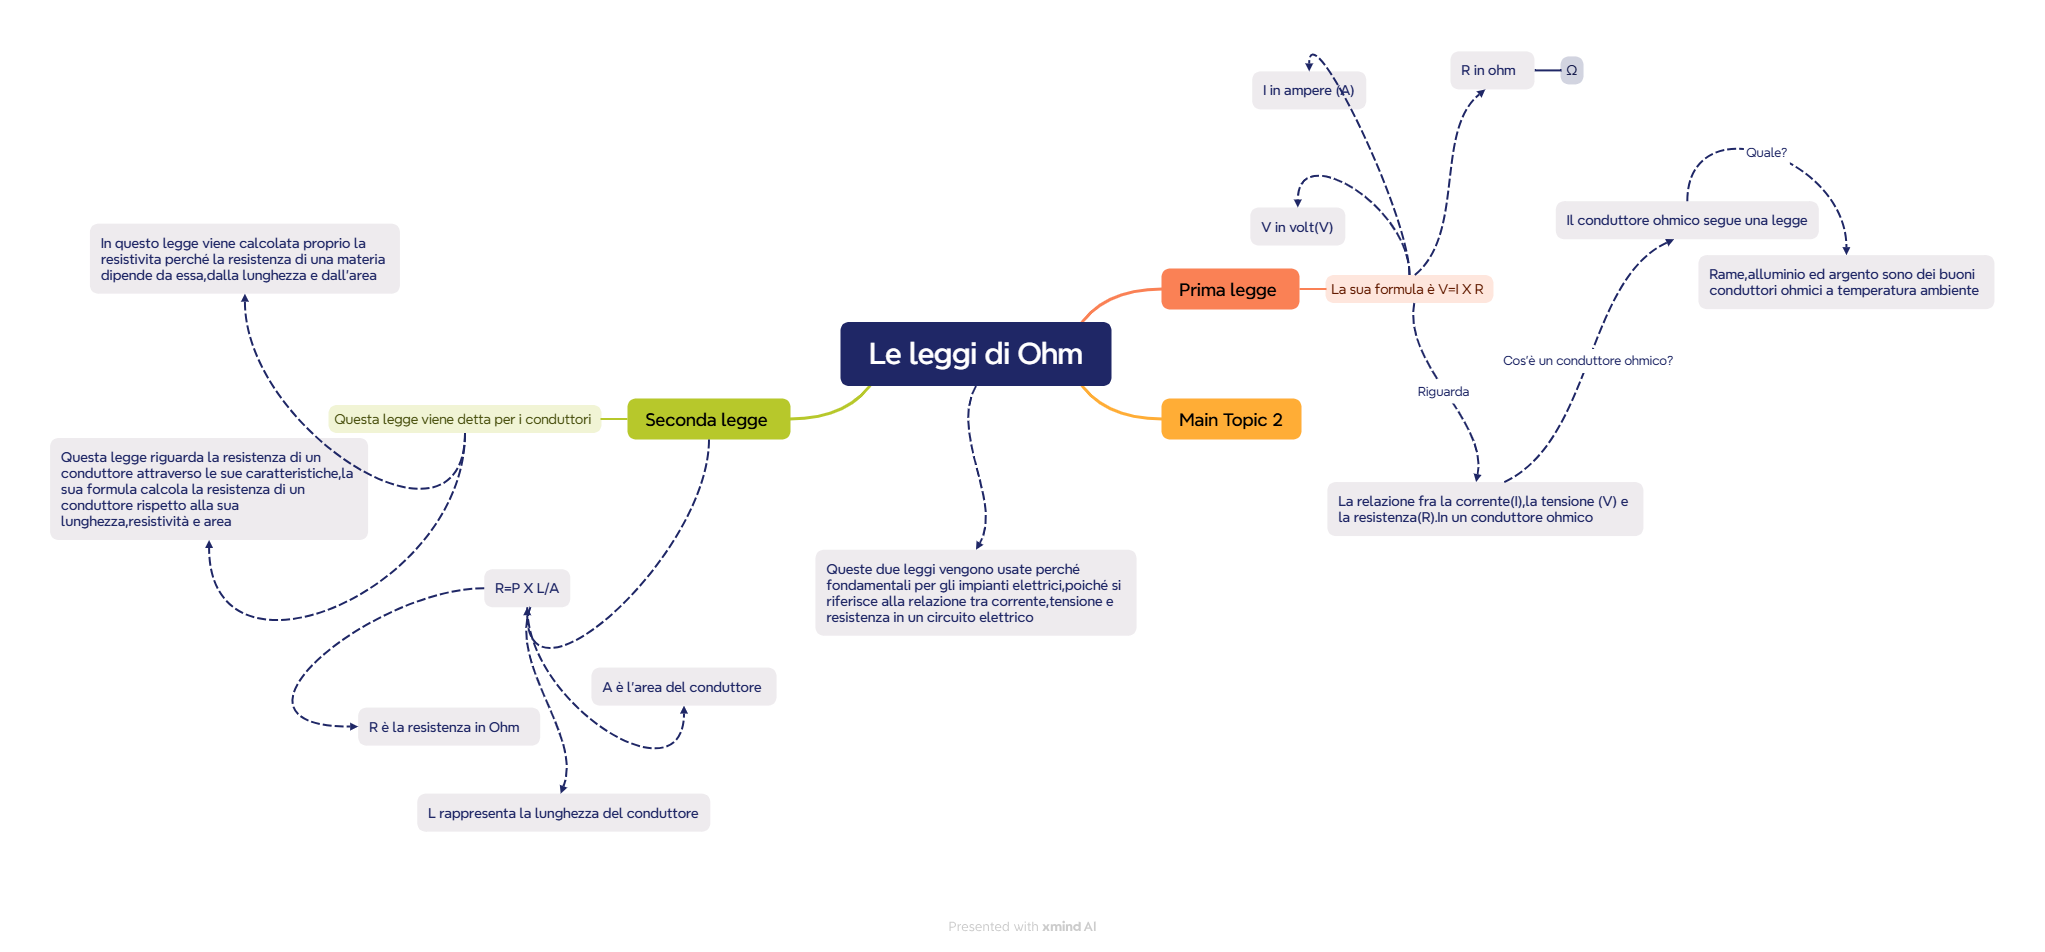 Le leggi di Ohm
Prima legge
La sua formula è V=I X R
I in ampere (A)
R in ohm
Ω
V in volt(V)
Riguarda
La relazione fra la corrente(I),la tensione (V) e
la resistenza(R).In un conduttore ohmico
Cos'è un conduttore ohmico?
Il conduttore ohmico segue una legge
Quale?
Rame,alluminio ed argento sono dei buoni
conduttori ohmici a temperatura ambiente
Main Topic 2
Queste due leggi vengono usate perché
fondamentali per gli impianti elettrici,poiché si
riferisce alla relazione tra corrente,tensione e
resistenza in un circuito elettrico
Seconda legge
Questa legge viene detta per i conduttori
In questo legge viene calcolata proprio la
resistivita perché la resistenza di una materia
dipende da essa,dalla lunghezza e dall'area
Questa legge riguarda la resistenza di un
conduttore attraverso le sue caratteristiche,la
sua formula calcola la resistenza di un
conduttore rispetto alla sua
lunghezza,resistività e area
R=P X L/A
A è l'area del conduttore
R è la resistenza in Ohm
L rappresenta la lunghezza del conduttore
Presented with xmind AI